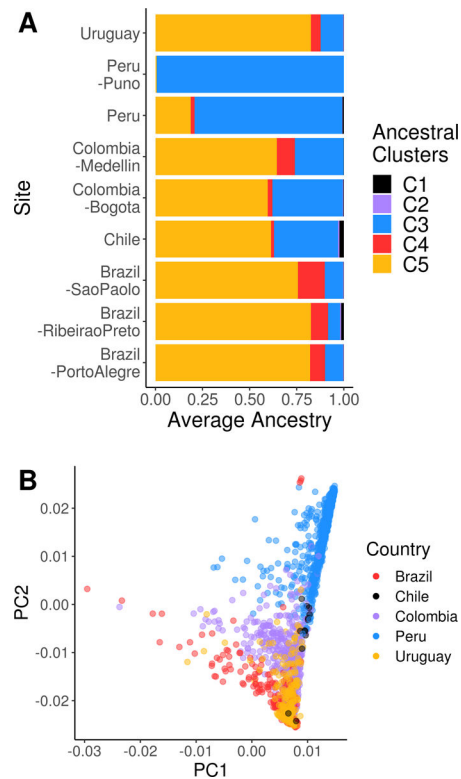 A
Uruguay
Peru
-Puno
Peru
Colombia
-Medellin
Colombia
-Bogota
Chile
Brazil
-SaoPaolo
Brazil
-RibeiraoPreto
Brazil
-PortoAlegre
Site
0.00 0.25 0.50 0.75 1.00
Average Ancestry
Ancestral
Clusters
C1
C2
C3
C4
C5
B
0.02
0.01
0.00
-0.01
-0.02
PC2
-0.03 -0.02 -0.01 0.00 0.01
PC1
Country
Brazil
Chile
Colombia
Peru
Uruguay